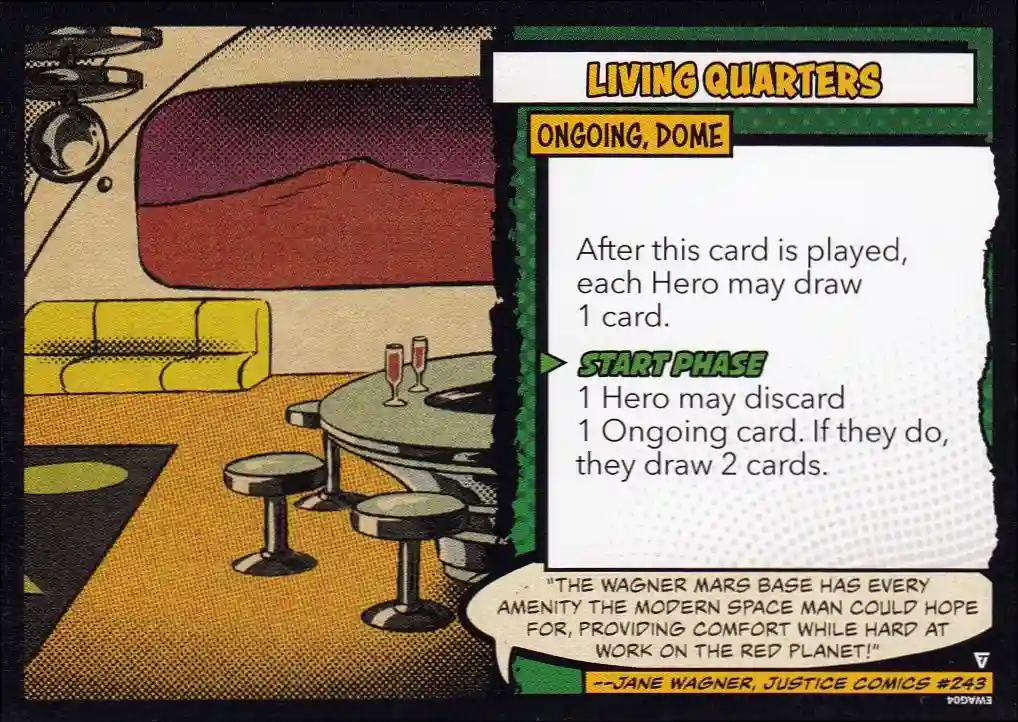 LIVING QUARTERS
ONGOING, DOME
After this card is played,
each Hero may draw
1 card.
START PHASE
1 Hero may discard
1 Ongoing card. If they do,
they draw 2 cards.
"THE WAGNER MARS BASE HAS EVERY
AMENITY THE MODERN SPACE MAN COULD HOPE
FOR, PROVIDING COMFORT WHILE HARD AT
WORK ON THE RED PLANET!"
--JANE WAGNER, JUSTICE COMICS #243
EWAG04